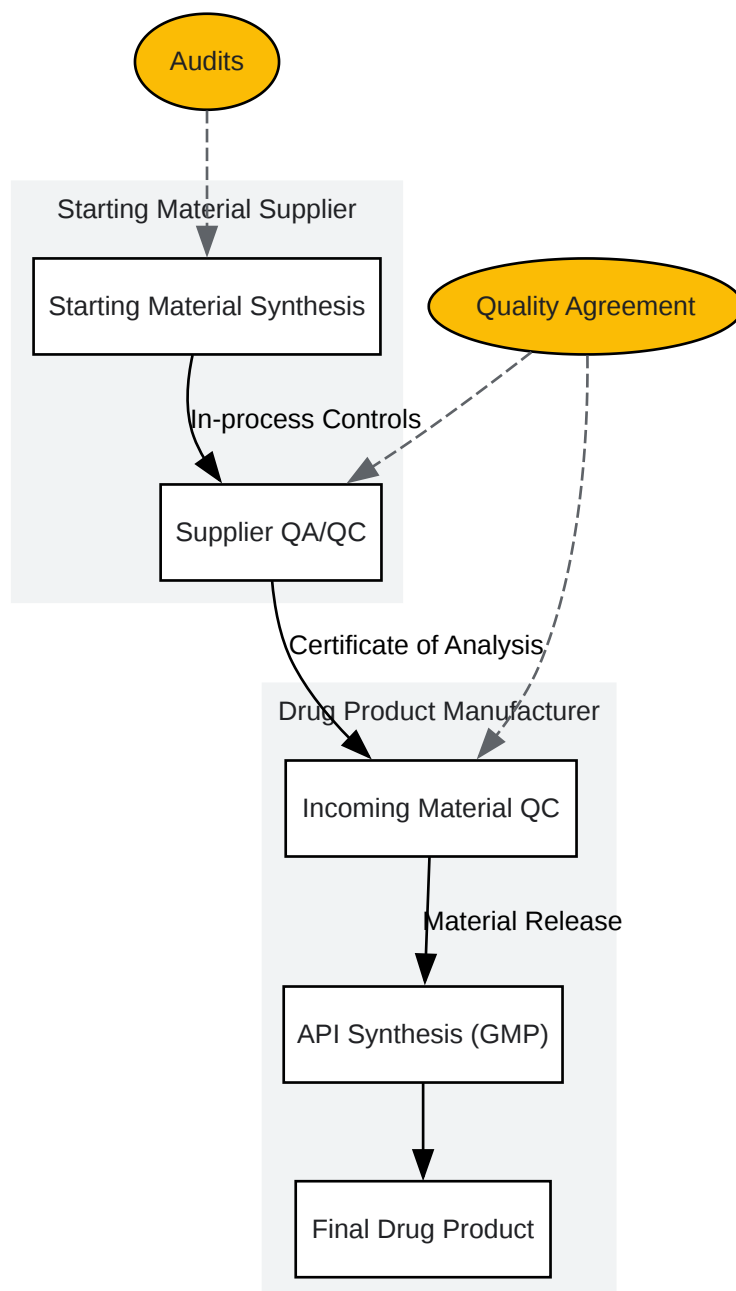 Audits
Starting Material Supplier
Starting Material Synthesis
Quality Agreement
In-process Controls
Supplier QA/QC
Certificate of Analysis
Drug Product Manufacturer
Incoming Material QC
Material Release
API Synthesis (GMP)
Final Drug Product